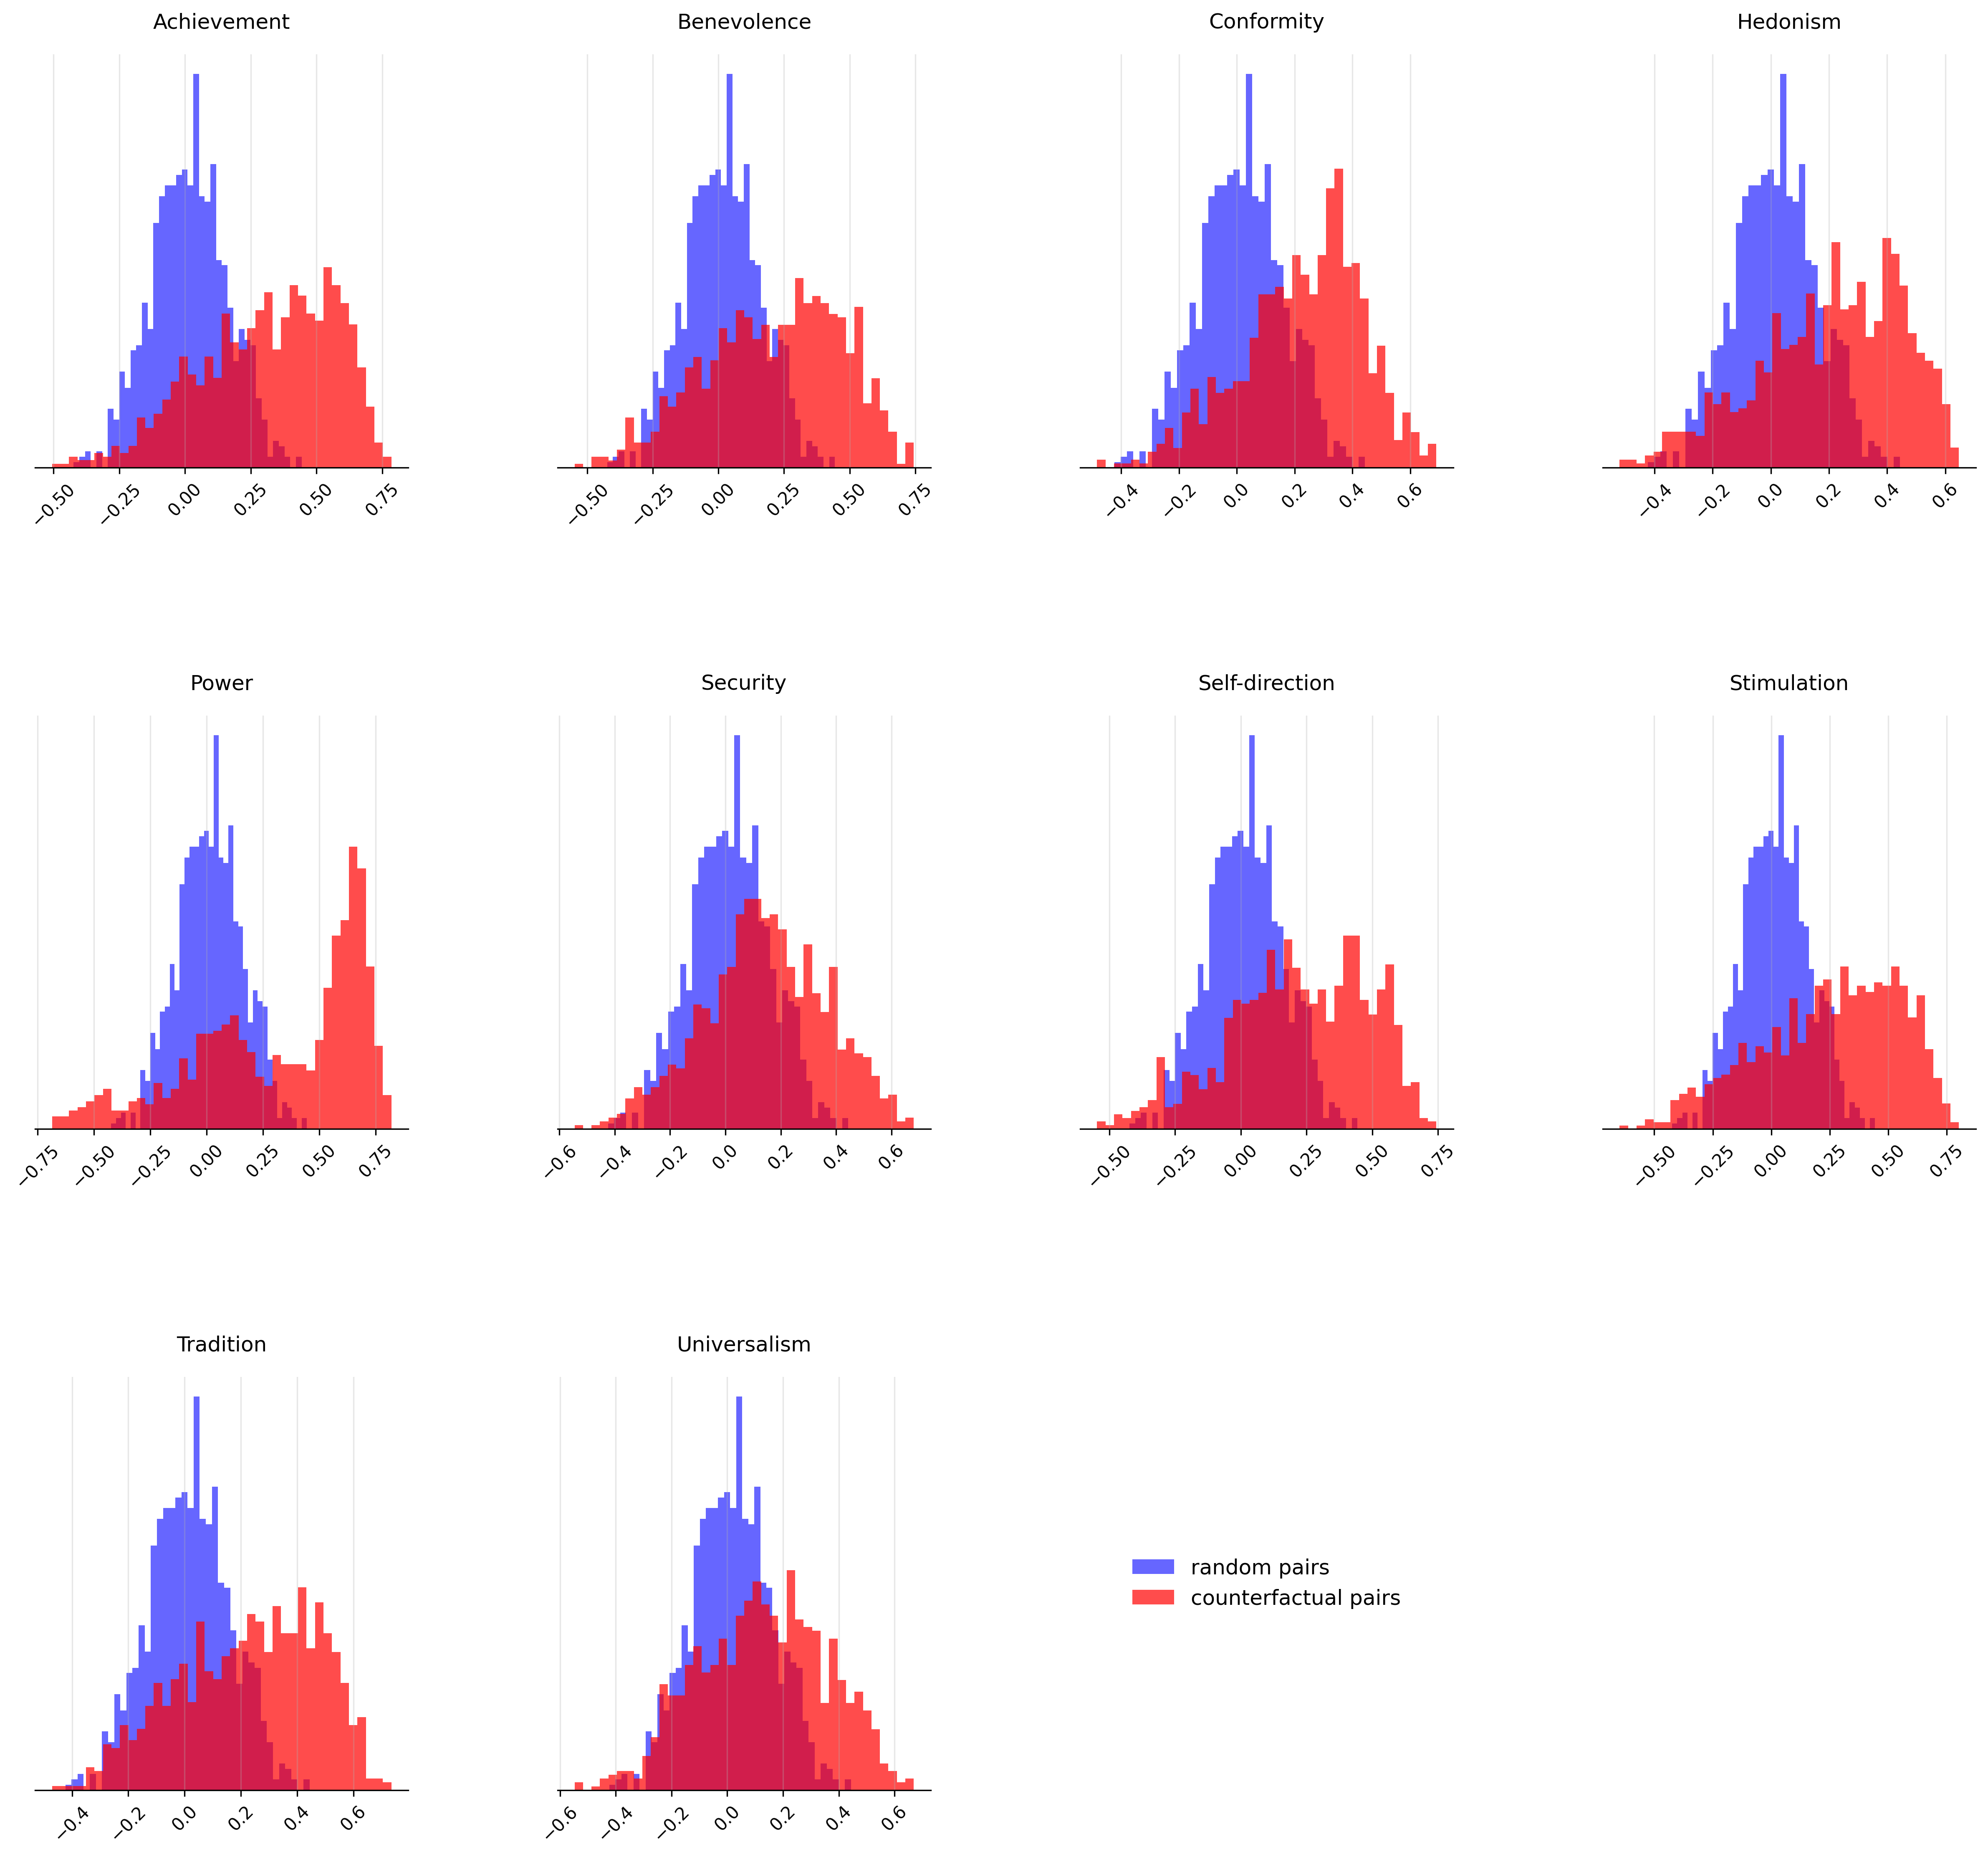 Achievement Benevolence Conformity Hedonism
−0.50 −0.25 0.00 0.25 0.50 0.75 −0.50 −0.25 0.00 0.25 0.50 0.75 −0.4 −0.2 0.0 0.2 0.4 0.6 −0.4 −0.2 0.0 0.2 0.4 0.6
Power Security Self-direction Stimulation
−0.75 −0.50 −0.25 0.00 0.25 0.50 0.75 −0.6 −0.4 −0.2 0.0 0.2 0.4 0.6 −0.50 −0.25 0.00 0.25 0.50 0.75 −0.50 −0.25 0.00 0.25 0.50 0.75
Tradition Universalism
random pairs
counterfactual pairs
−0.4 −0.2 0.0 0.2 0.4 0.6 −0.6 −0.4 −0.2 0.0 0.2 0.4 0.6